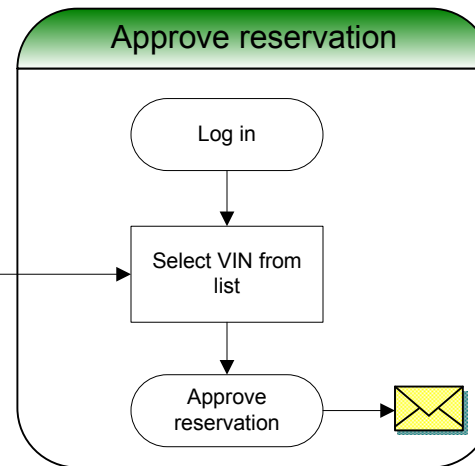 Approve reservation
Log in
Select VIN from
list
Approve
reservation